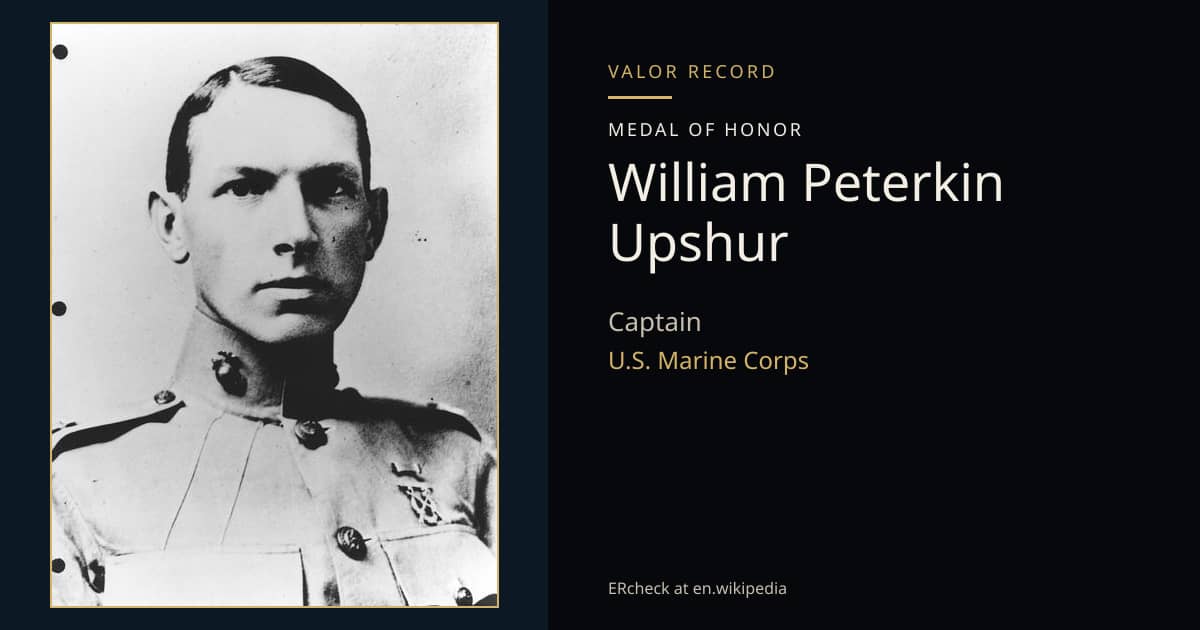 VALOR RECORD
MEDAL OF HONOR
William Peterkin
Upshur
Captain
U.S. Marine Corps
ERcheck at en.wikipedia